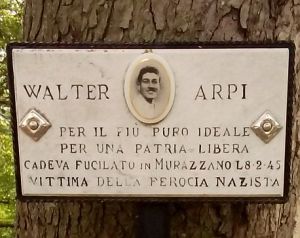 WALTER ARPI
PER IL PIÙ PURO IDEALE
PER UNA PATRIA LIBERA
CADEVA FUCILATO IN MURAZZANO L 8-2-45
VITTIMA DELLA FEROCIA NAZISTA